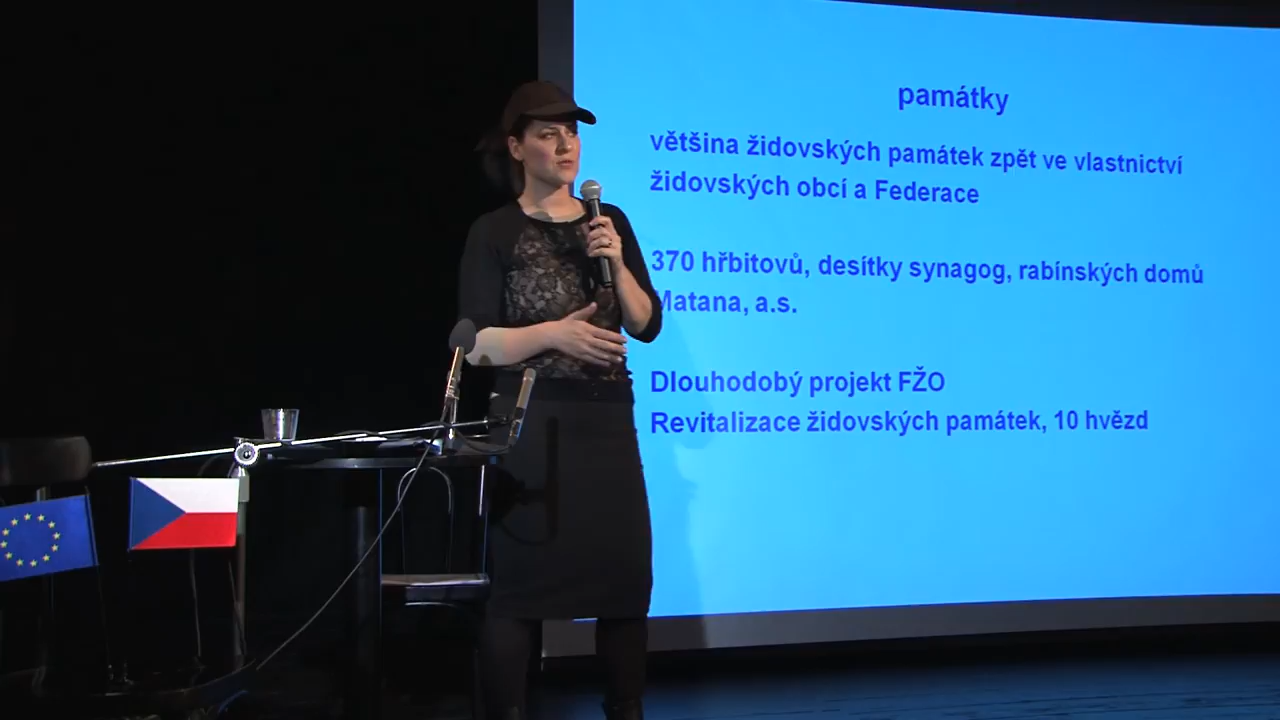 památky
většina židovských památek zpět ve vlastnictví
židovských obcí a Federace
370 hřbitovů, desítky synagog, rabínských domů
Matana, a.s.
Dlouhodobý projekt FŽO
Revitalizace židovských památek, 10 hvězd